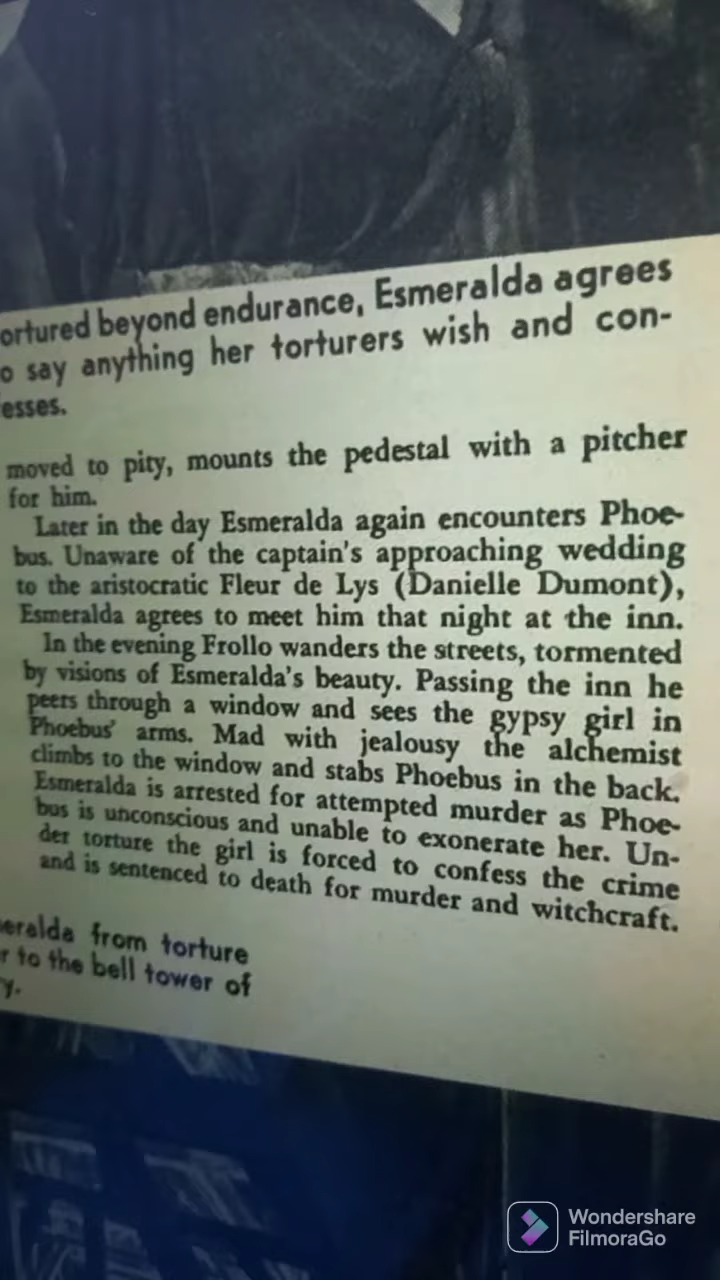 ortured beyond endurance, Esmeralda agrees
o say anything her torturers wish and con-
esses.
moved to pity, mounts the pedestal with a pitcher
for him.
Later in the day Esmeralda again encounters Phoe-
bus. Unaware of the captain's approaching wedding
to the aristocratic Fleur de Lys (Danielle Dumont),
Esmeralda agrees to meet him that night at the inn.
In the evening Frollo wanders the streets, tormented
by visions of Esmeralda's beauty. Passing the inn he
peers through a window and sees the gypsy girl in
Phoebus' arms. Mad with jealousy the alchemist
climbs to the window and stabs Phoebus in the back.
Esmeralda is arrested for attempted murder as Phoe-
bus is unconscious and unable to exonerate her. Un-
der torture the girl is forced to confess the crime
and is sentenced to death for murder and witchcraft.
eralda from torture
r to the bell tower of
y.
Wondershare
FilmoraGo